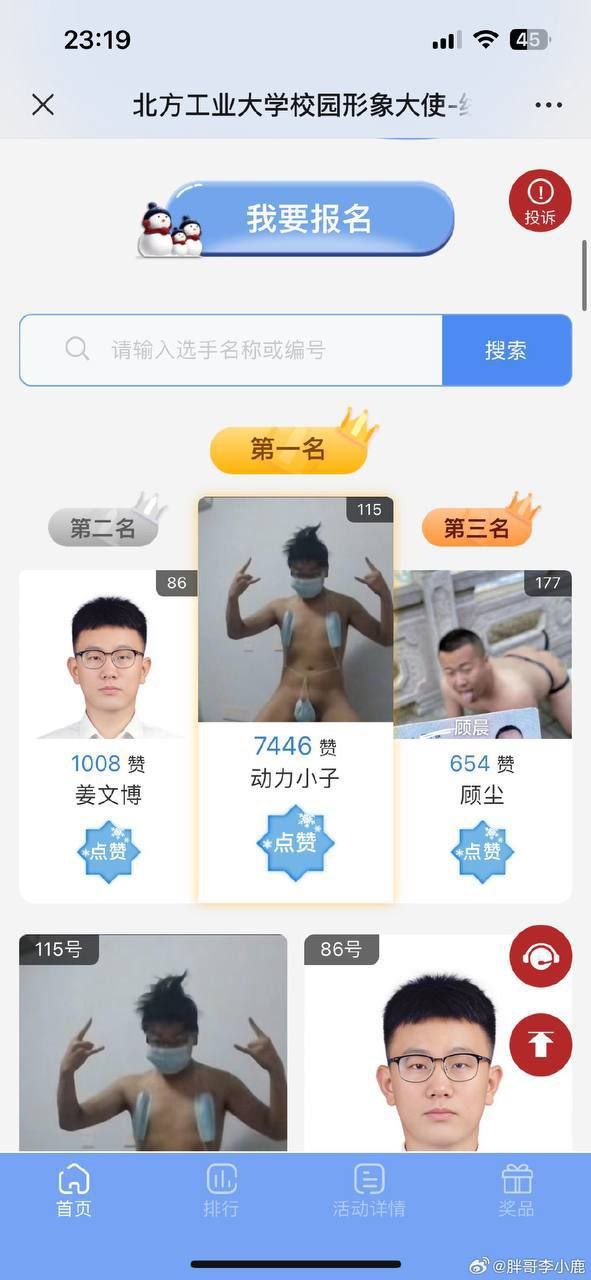 23:19
45
北方工业大学校园形象大使-
我要报名
投诉
请输入选手名称或编号
搜索
第一名
第二名
第三名
115
86
177
顾晨
1008 赞
7446 赞
654 赞
姜文博
动力小子
顾尘
点赞
点赞
点赞
115号
86号
首页
排行
活动详情
奖品
@胖哥李小鹿